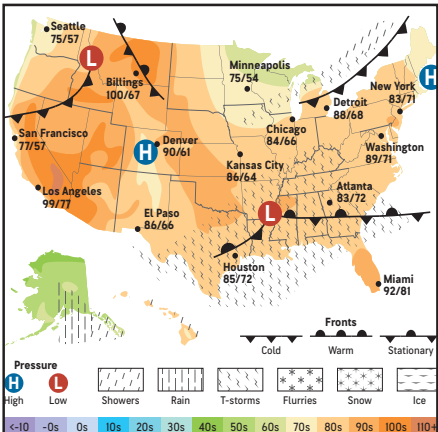 Seattle
75/57
L
Billings
100/67
Minneapolis
75/54
New York
83/71
H
Detroit
88/68
San Francisco
77/57
H
Denver
90/61
Chicago
84/66
Washington
89/71
Kansas City
86/64
Los Angeles
99/77
El Paso
86/66
Atlanta
83/72
L
Houston
85/72
Miami
92/81
Fronts
Cold Warm Stationary
Pressure
H L
High Low Showers Rain T-storms Flurries Snow Ice
<-10 -0s 0s 10s 20s 30s 40s 50s 60s 70s 80s 90s 100s 110+